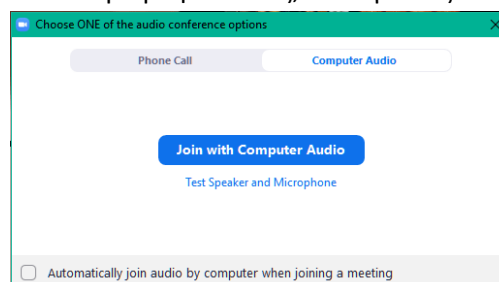 Choose ONE of the audio conference options
Phone Call
Computer Audio
Join with Computer Audio
Test Speaker and Microphone
Automatically join audio by computer when joining a meeting